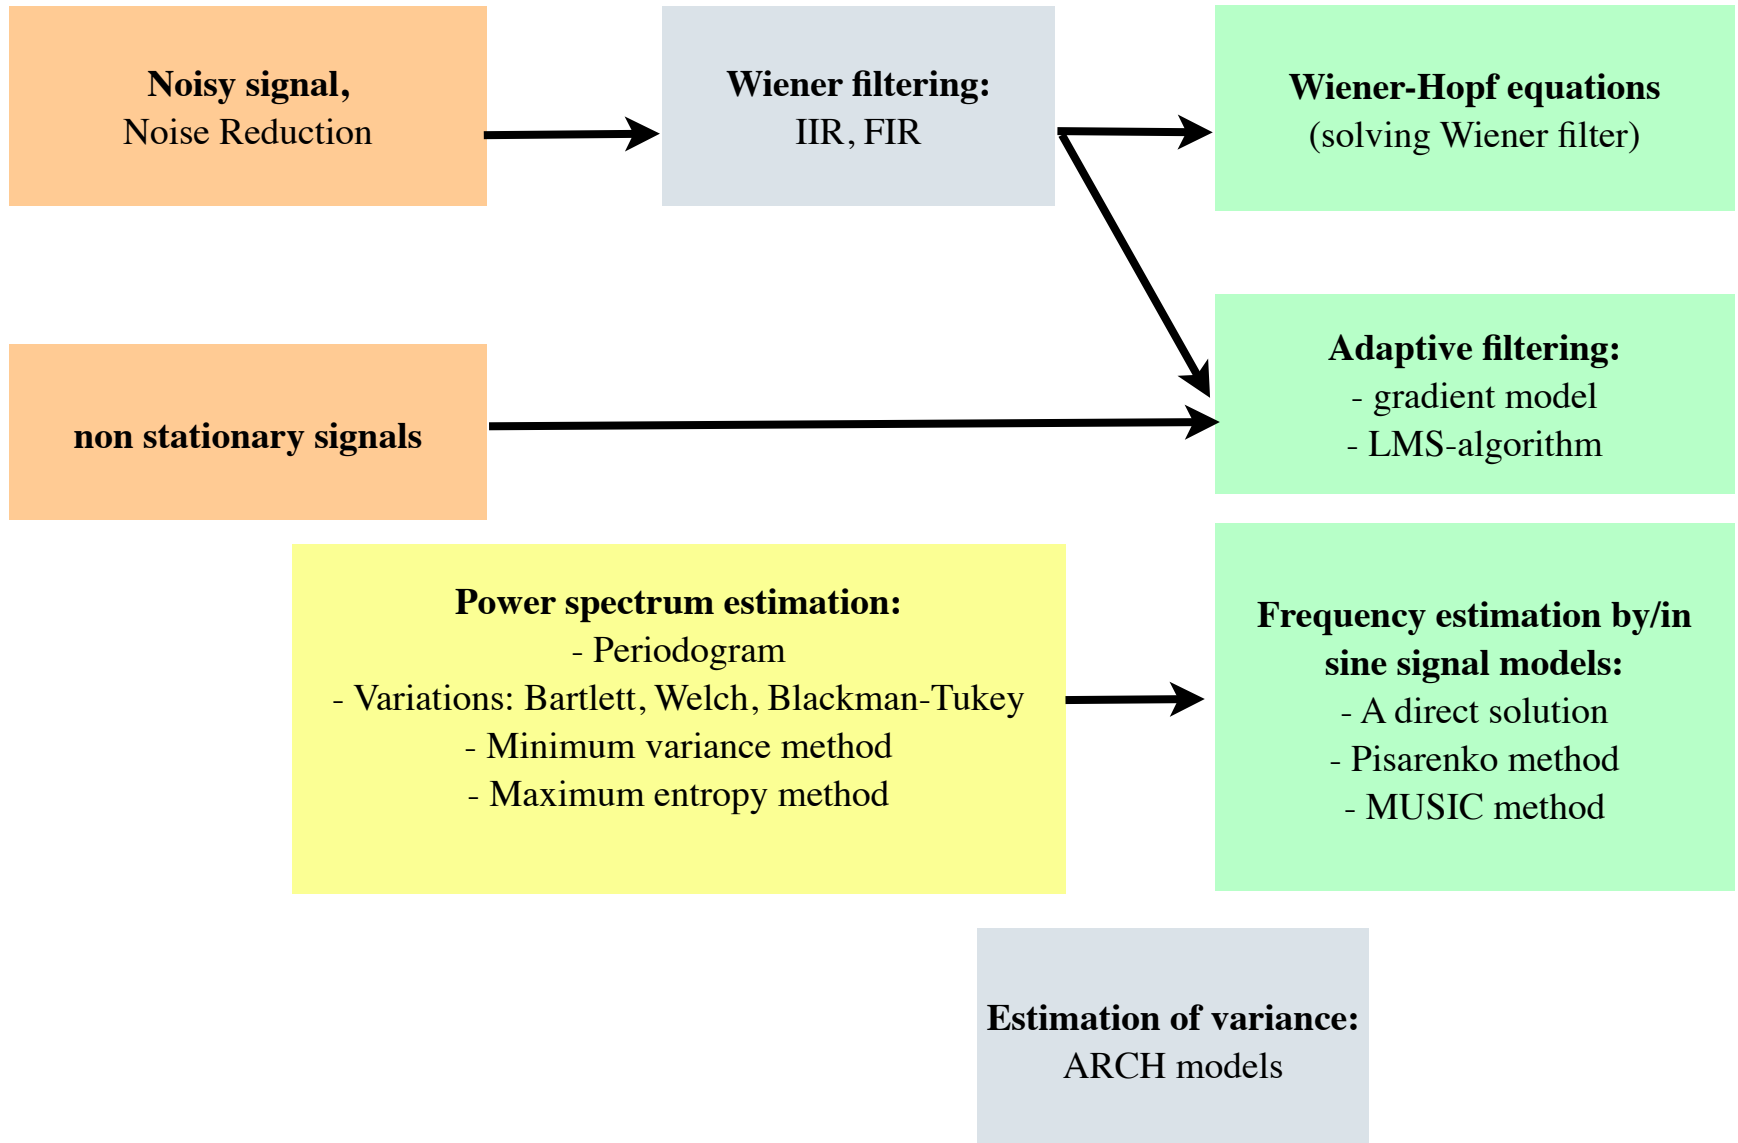 Noisy signal,
Noise Reduction
Wiener filtering:
IIR, FIR
Wiener-Hopf equations
(solving Wiener filter)
non stationary signals
Adaptive filtering:
- gradient model
- LMS-algorithm
Power spectrum estimation:
- Periodogram
- Variations: Bartlett, Welch, Blackman-Tukey
- Minimum variance method
- Maximum entropy method
Frequency estimation by/in
sine signal models:
- A direct solution
- Pisarenko method
- MUSIC method
Estimation of variance:
ARCH models